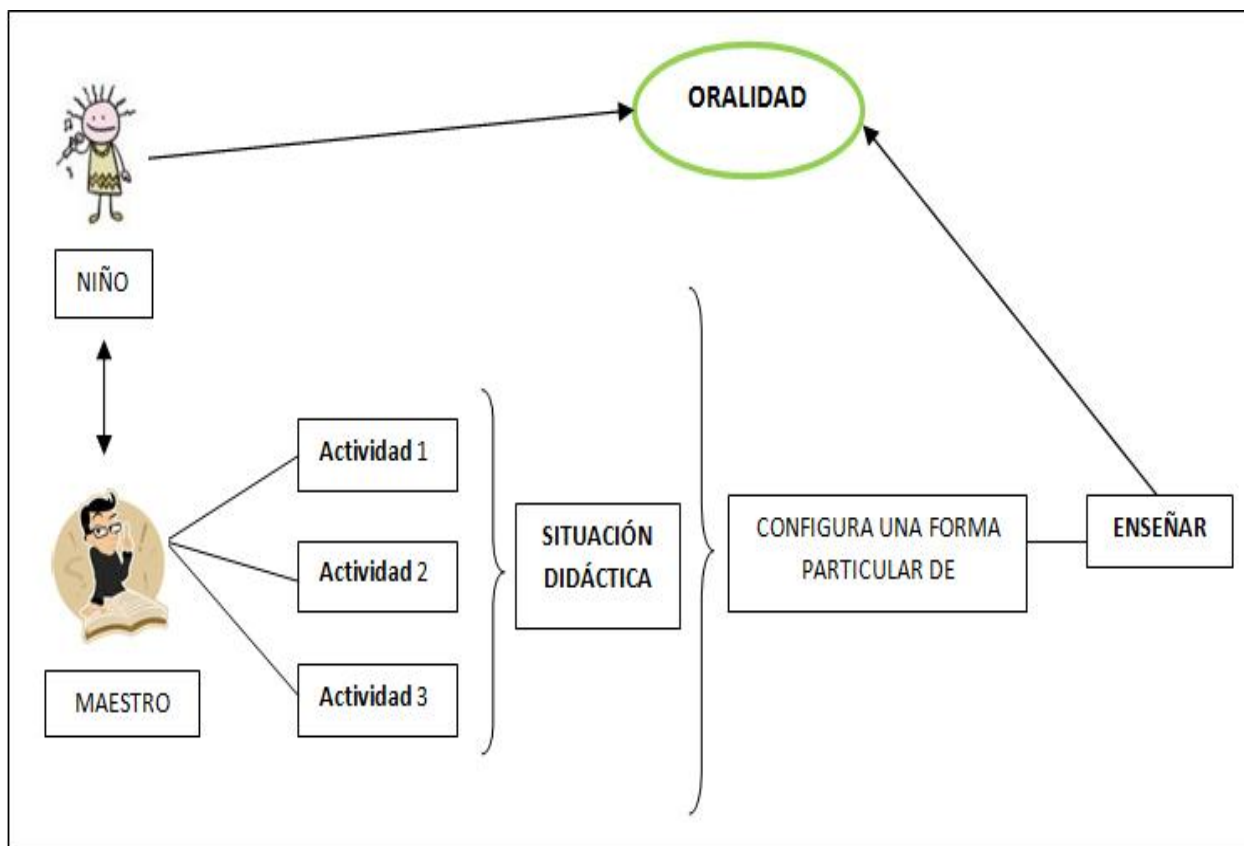 ORALIDAD
NIÑO
Actividad 1
Actividad 2
Actividad 3
SITUACIÓN
DIDÁCTICA
CONFIGURA UNA FORMA
PARTICULAR DE
ENSEÑAR
MAESTRO